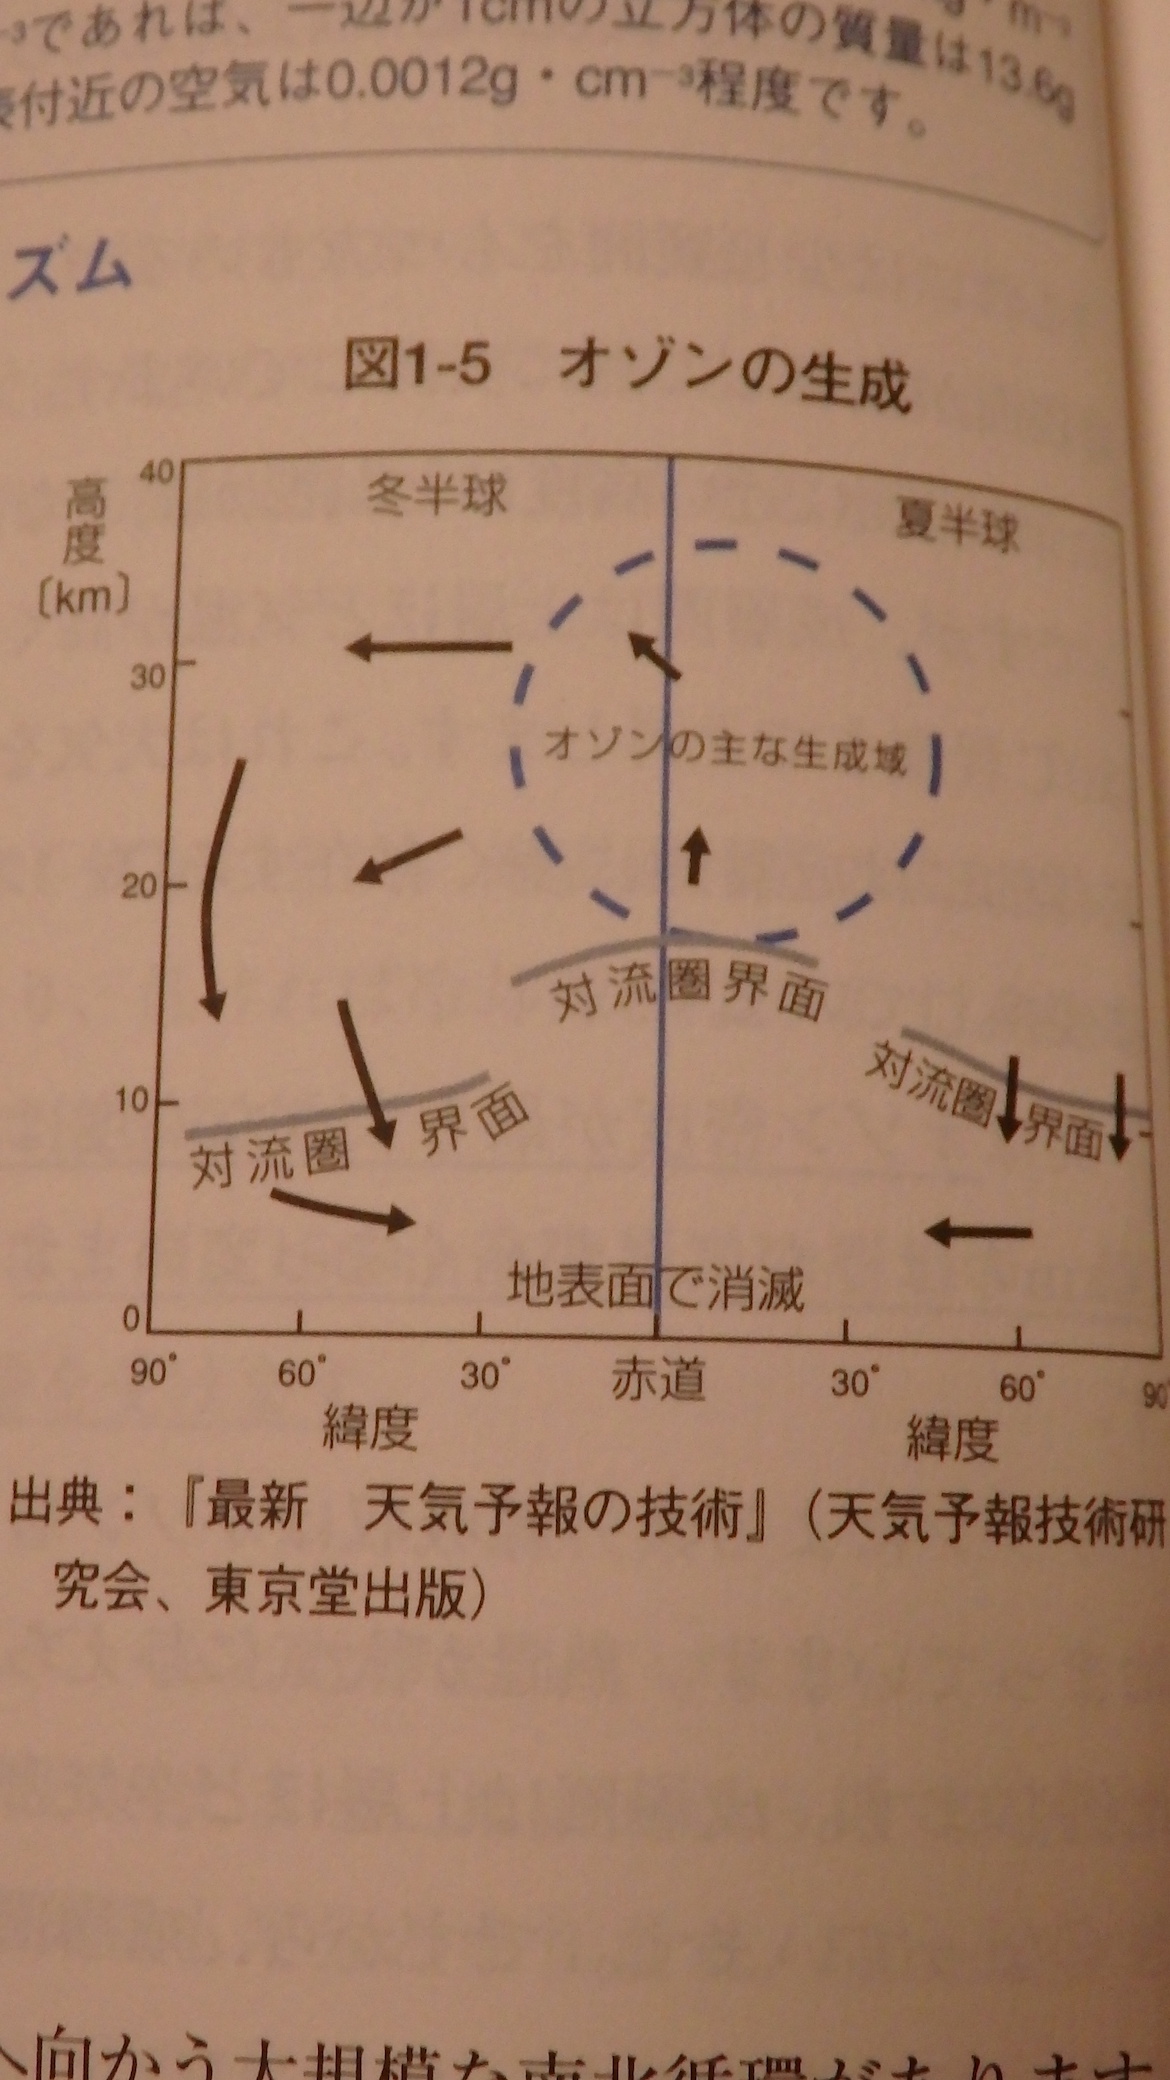 ⁻³であれば、一辺が1cmの立方体の質量は13.6g
表付近の空気は0.0012g・cm⁻³程度です。
ズム
図1-5　オゾンの生成
高度
〔km〕
40
30
20
10
0
冬半球
夏半球
オゾンの主な生成域
対流圏界面
対流圏界面
対流圏界面
地表面で消滅
90° 60° 30° 赤道 30° 60° 90°
緯度 緯度
出典：『最新　天気予報の技術』（天気予報技術研
究会、東京堂出版）
へ向かう大規模な南北循環があります